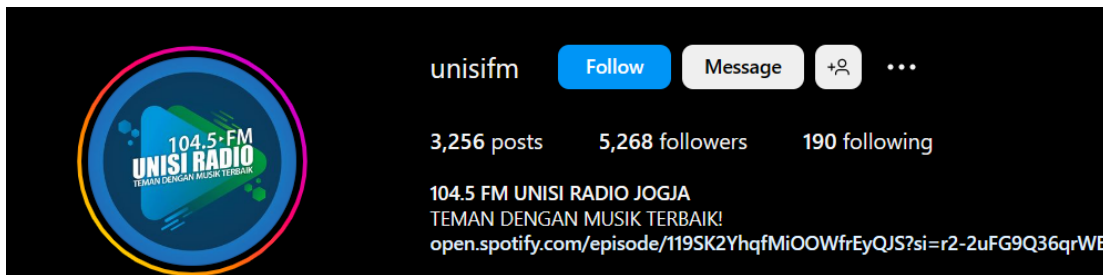 104.5 FM
UNISI RADIO
TEMAN DENGAN MUSIK TERBAIK
unisifm Follow Message •••
3,256 posts 5,268 followers 190 following
104.5 FM UNISI RADIO JOGJA
TEMAN DENGAN MUSIK TERBAIK!
open.spotify.com/episode/119SK2YhqfMiOOWfrEyQJS?si=r2-2uFG9Q36qrWE